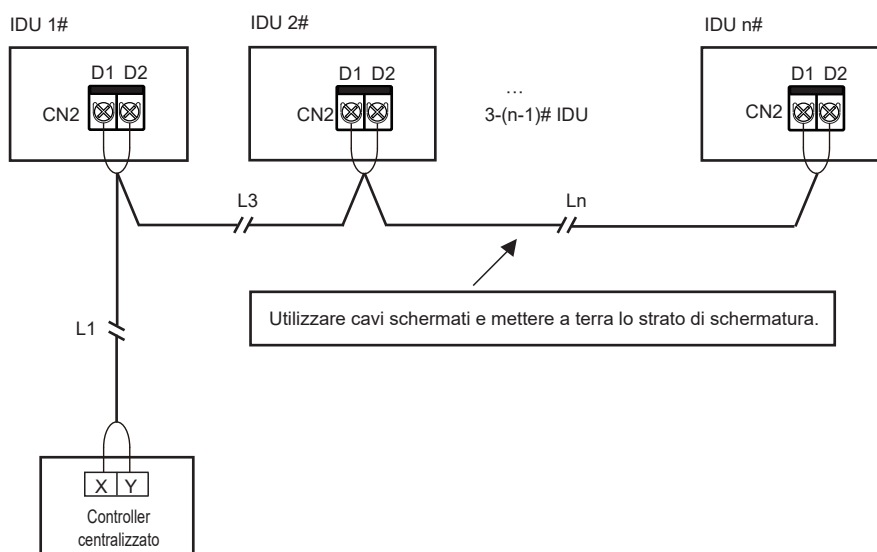 IDU 1#
IDU 2#
IDU n#
D1 D2
CN2
D1 D2
CN2
...
3-(n-1)# IDU
D1 D2
CN2
L3
Ln
L1
Utilizzare cavi schermati e mettere a terra lo strato di schermatura.
X Y
Controller
centralizzato